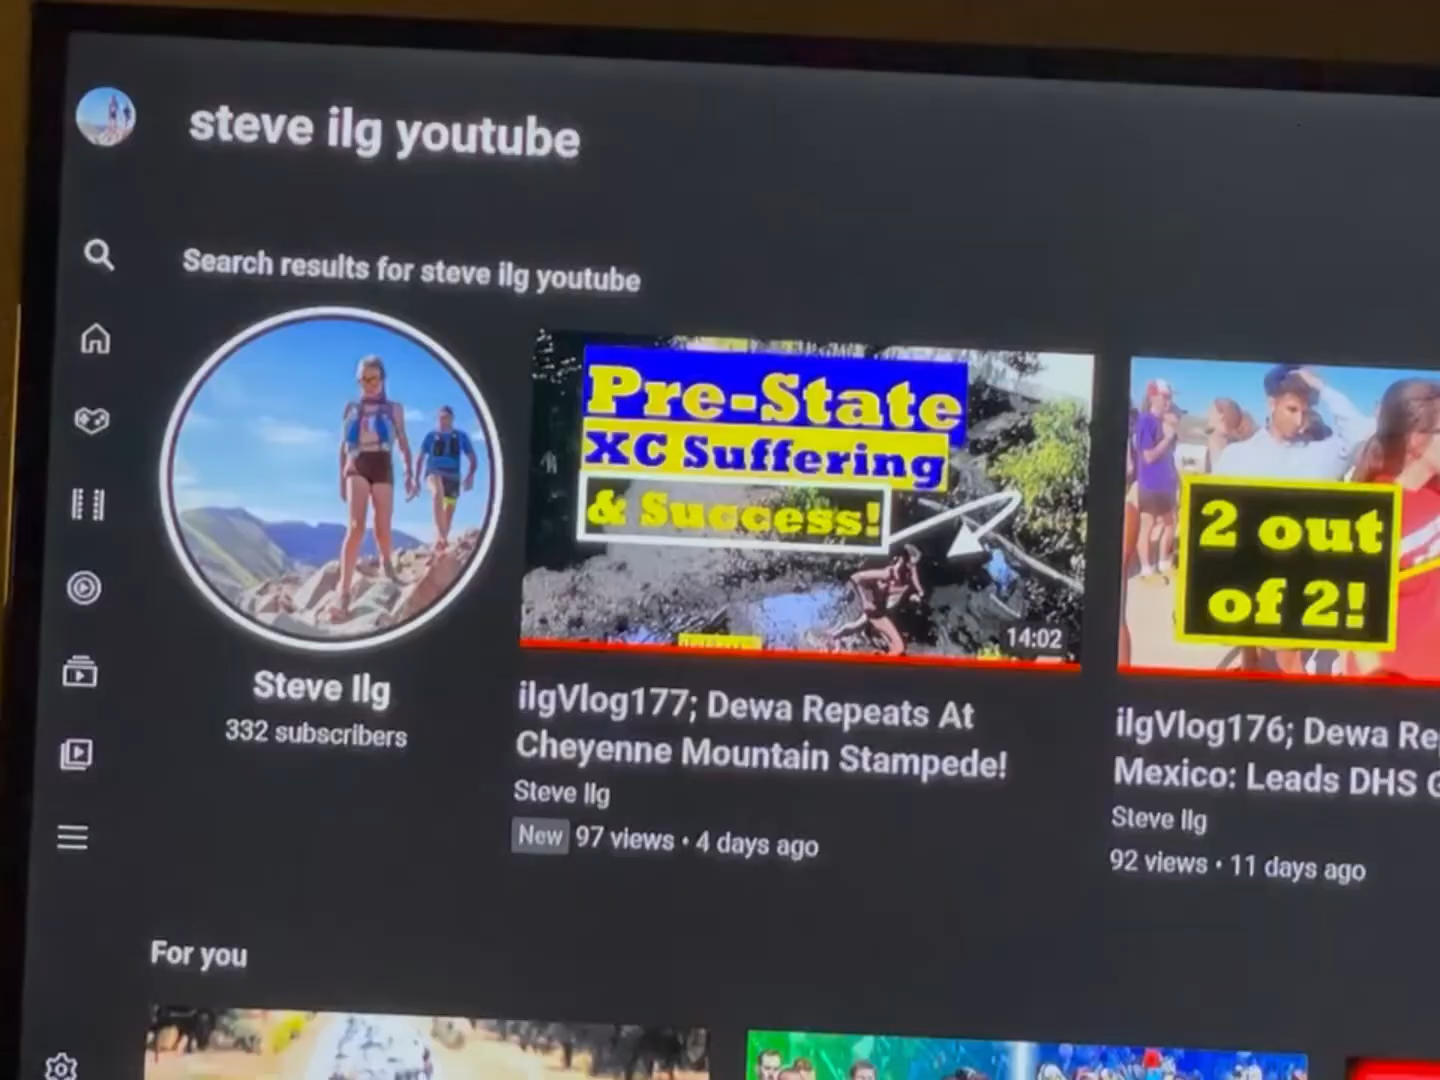 steve ilg youtube
Search results for steve ilg youtube
Pre-State
XC Suffering
& Success!
14:02
2 out
of 2!
Steve Ilg
332 subscribers
ilgVlog177; Dewa Repeats At
Cheyenne Mountain Stampede!
Steve Ilg
New 97 views • 4 days ago
ilgVlog176; Dewa
Mexico: Leads DHS
Steve Ilg
92 views • 11 days ago
For you